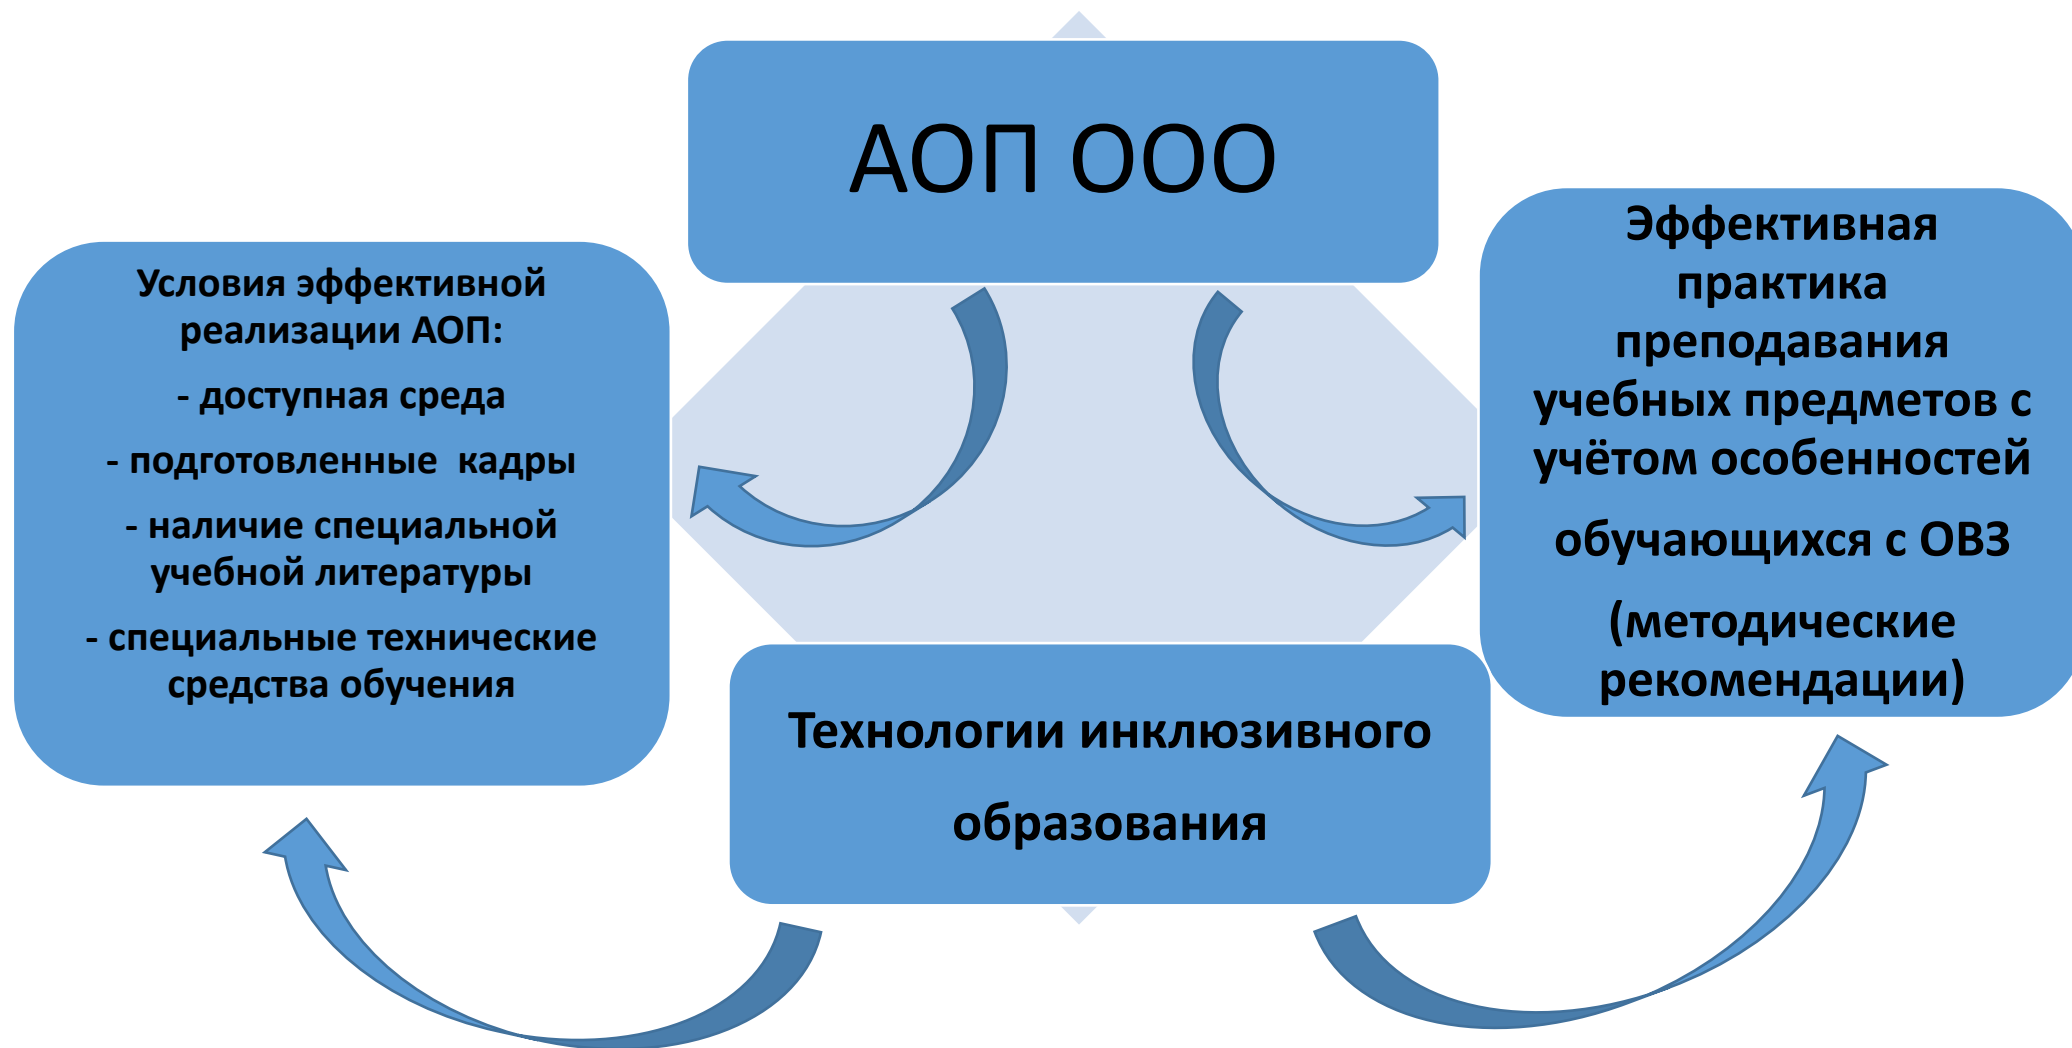 АОП ООО
Условия эффективной
реализации АОП:
- доступная среда
- подготовленные кадры
- наличие специальной
учебной литературы
- специальные технические
средства обучения
Эффективная
практика
преподавания
учебных предметов с
учётом особенностей
обучающихся с ОВЗ
(методические
рекомендации)
Технологии инклюзивного
образования